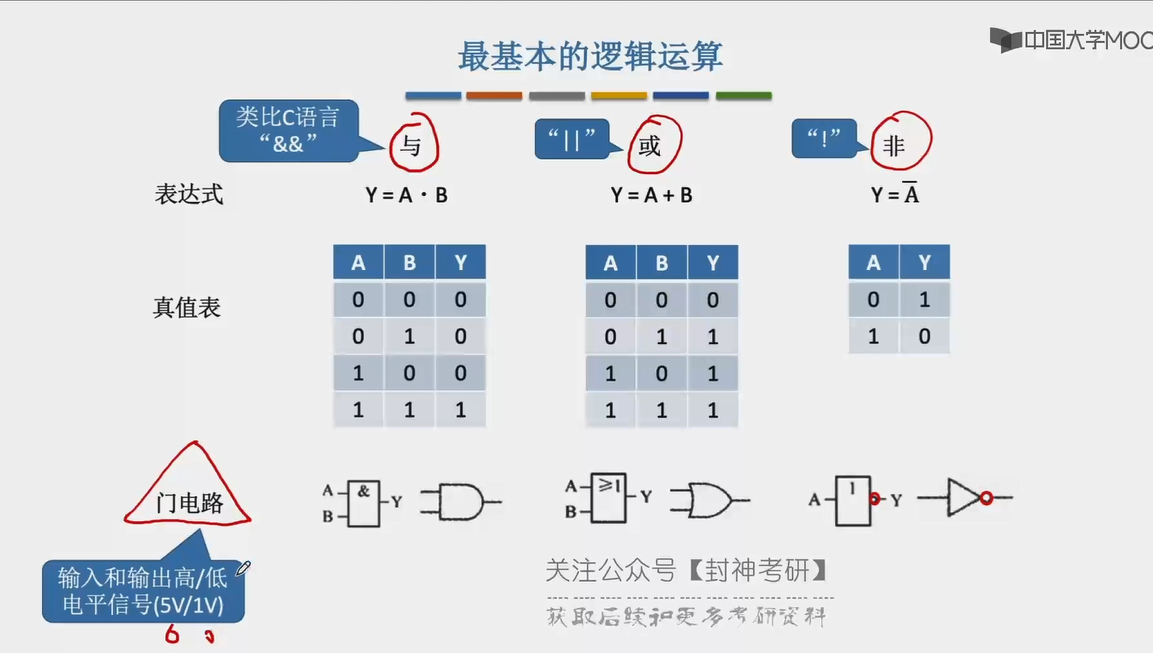 中国大学MOO
最基本的逻辑运算
类比C语言
“&&”
与
“||”
或
“!”
非
表达式
Y = A · B
Y = A + B
Y = A̅
真值表
A B Y
0 0 0
0 1 0
1 0 0
1 1 1
A B Y
0 0 0
0 1 1
1 0 1
1 1 1
A Y
0 1
1 0
门电路
A
B
&
Y
A
B
≥1
Y
A
1
Y
输入和输出高/低
电平信号(5V/1V)
关注公众号【封神考研】
获取后续和更多考研资料